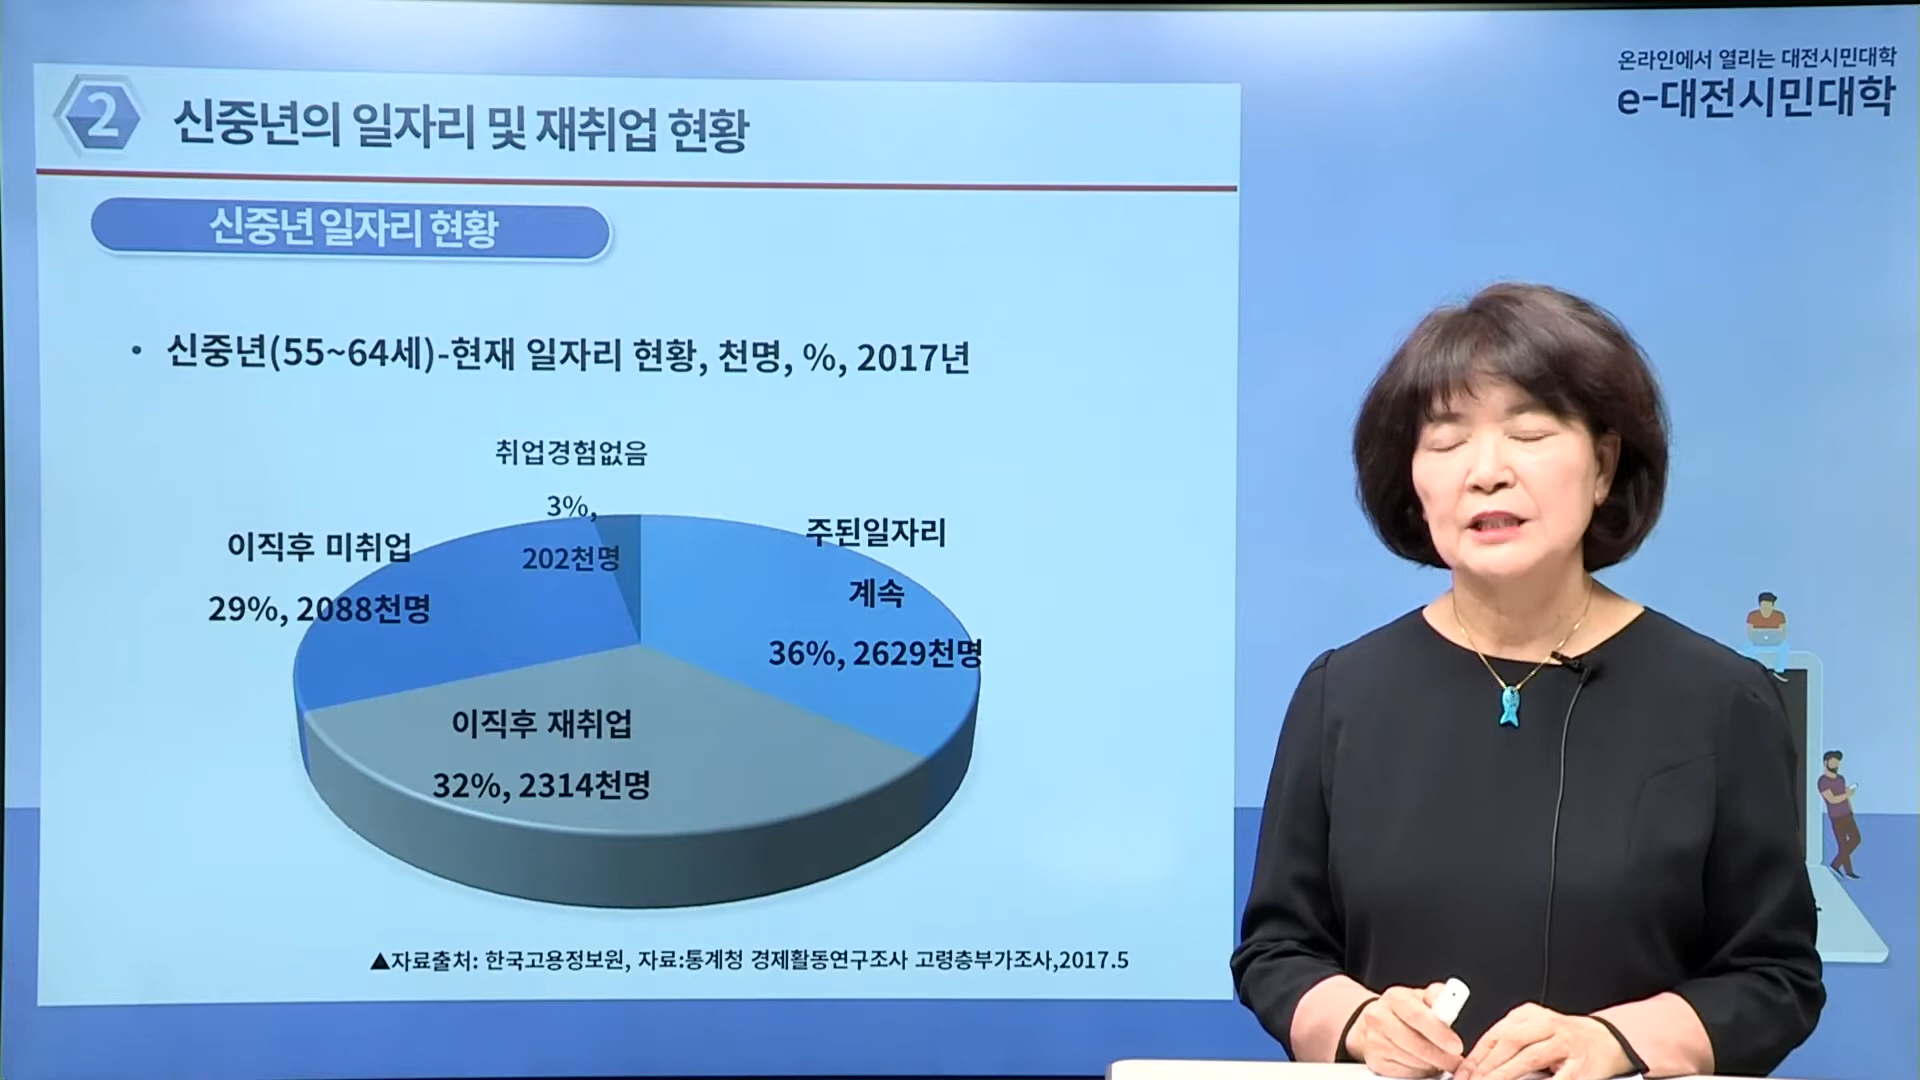 온라인에서 열리는 대전시민대학
e-대전시민대학
2 신중년의 일자리 및 재취업 현황
신중년 일자리 현황
• 신중년(55~64세)-현재 일자리 현황, 천명, %, 2017년
취업경험없음
3%,
202천명
주된일자리
계속
36%, 2629천명
이직후 미취업
29%, 2088천명
이직후 재취업
32%, 2314천명
▲자료출처: 한국고용정보원, 자료:통계청 경제활동연구조사 고령층부가조사,2017.5